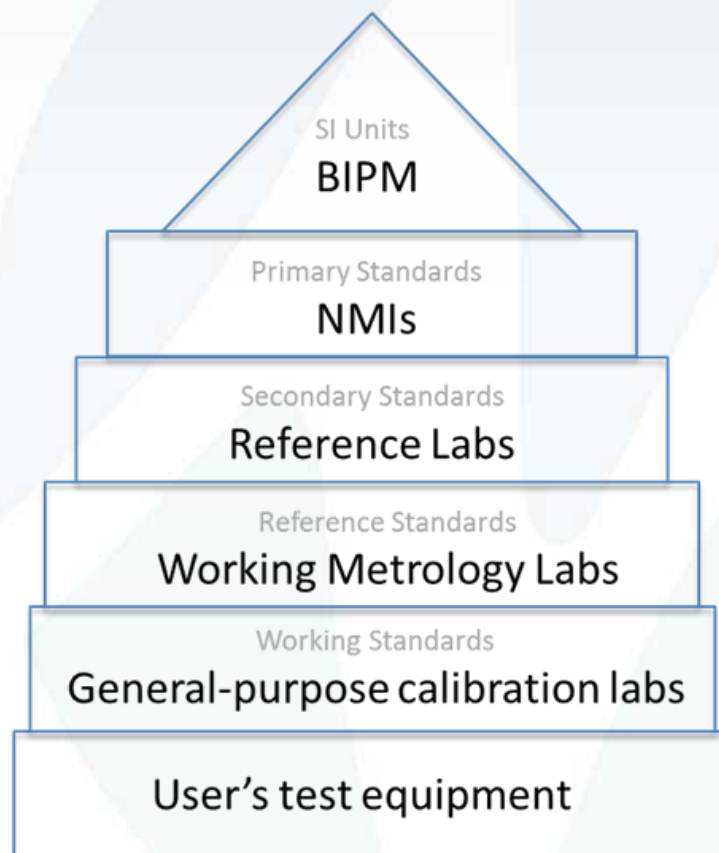 SI Units
BIPM
Primary Standards
NMIs
Secondary Standards
Reference Labs
Reference Standards
Working Metrology Labs
Working Standards
General-purpose calibration labs
User’s test equipment